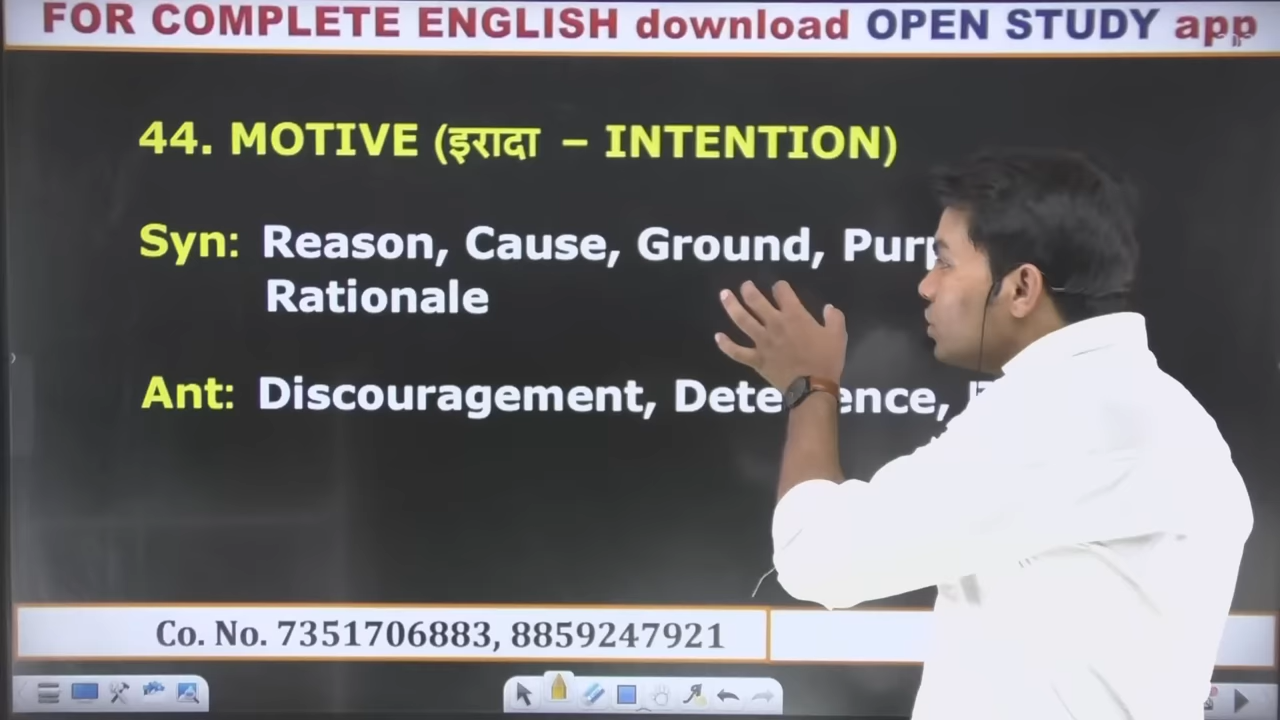 FOR COMPLETE ENGLISH download OPEN STUDY app
44. MOTIVE (इरादा – INTENTION)
Syn: Reason, Cause, Ground,
Rationale
Ant: Discouragement,
Co. No. 7351706883, 8859247921